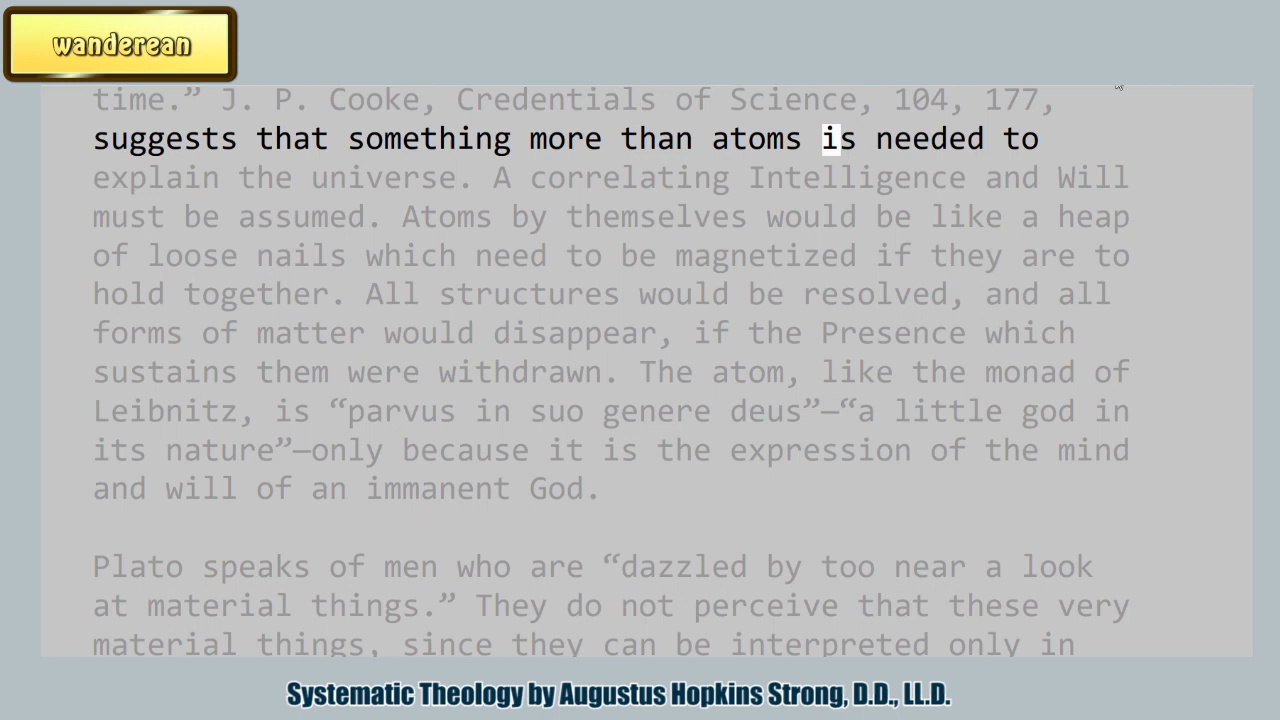 wanderean
time.” J. P. Cooke, Credentials of Science, 104, 177,
suggests that something more than atoms is needed to
explain the universe. A correlating Intelligence and Will
must be assumed. Atoms by themselves would be like a heap
of loose nails which need to be magnetized if they are to
hold together. All structures would be resolved, and all
forms of matter would disappear, if the Presence which
sustains them were withdrawn. The atom, like the monad of
Leibnitz, is “parvus in suo genere deus”—“a little god in
its nature”—only because it is the expression of the mind
and will of an immanent God.
Plato speaks of men who are “dazzled by too near a look
at material things.” They do not perceive that these very
material things, since they can be interpreted only in
Systematic Theology by Augustus Hopkins Strong, D.D., LL.D.